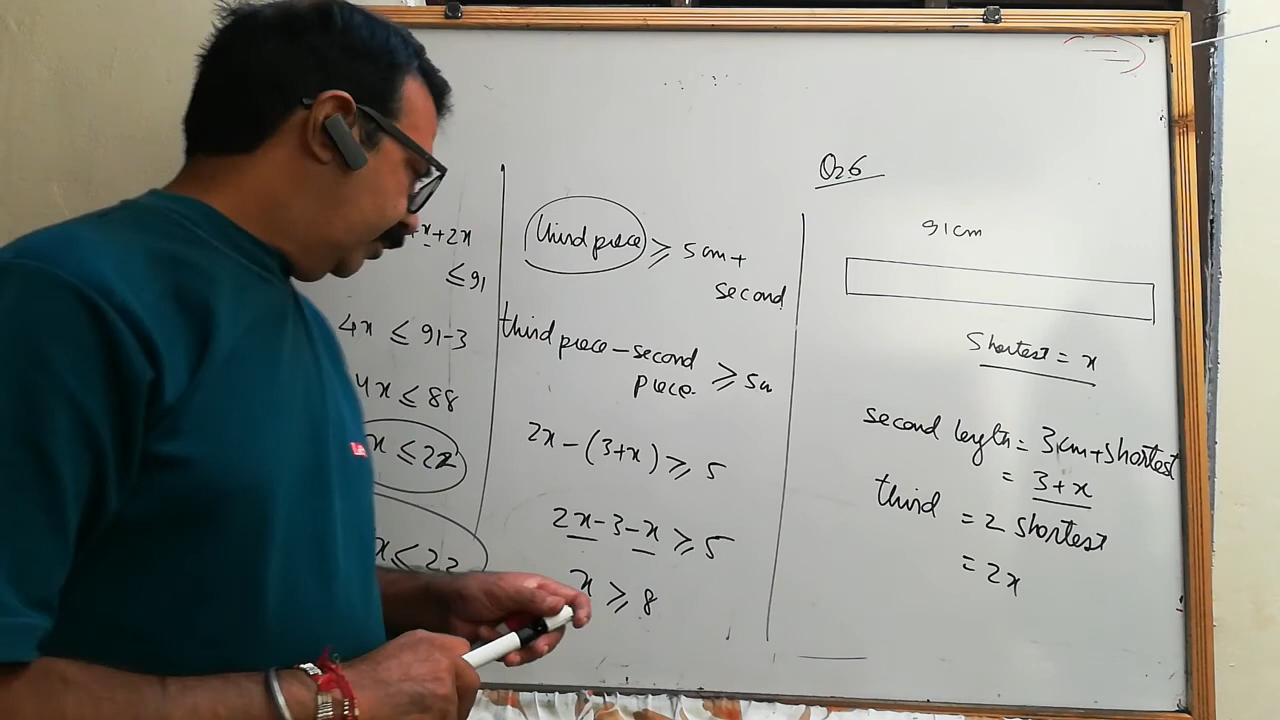 x+2x
≤91
4x ≤ 91-3
4x ≤ 88
x ≤ 22
x ≤ 22
third piece ≥ 5cm+
second
third piece - second
piece. ≥ 5c
2x-(3+x) ≥ 5
2x-3-x ≥ 5
x ≥ 8
Q26
91cm
Shortest = x
second length = 3cm+shortest
= 3+x
third = 2 shortest
= 2x